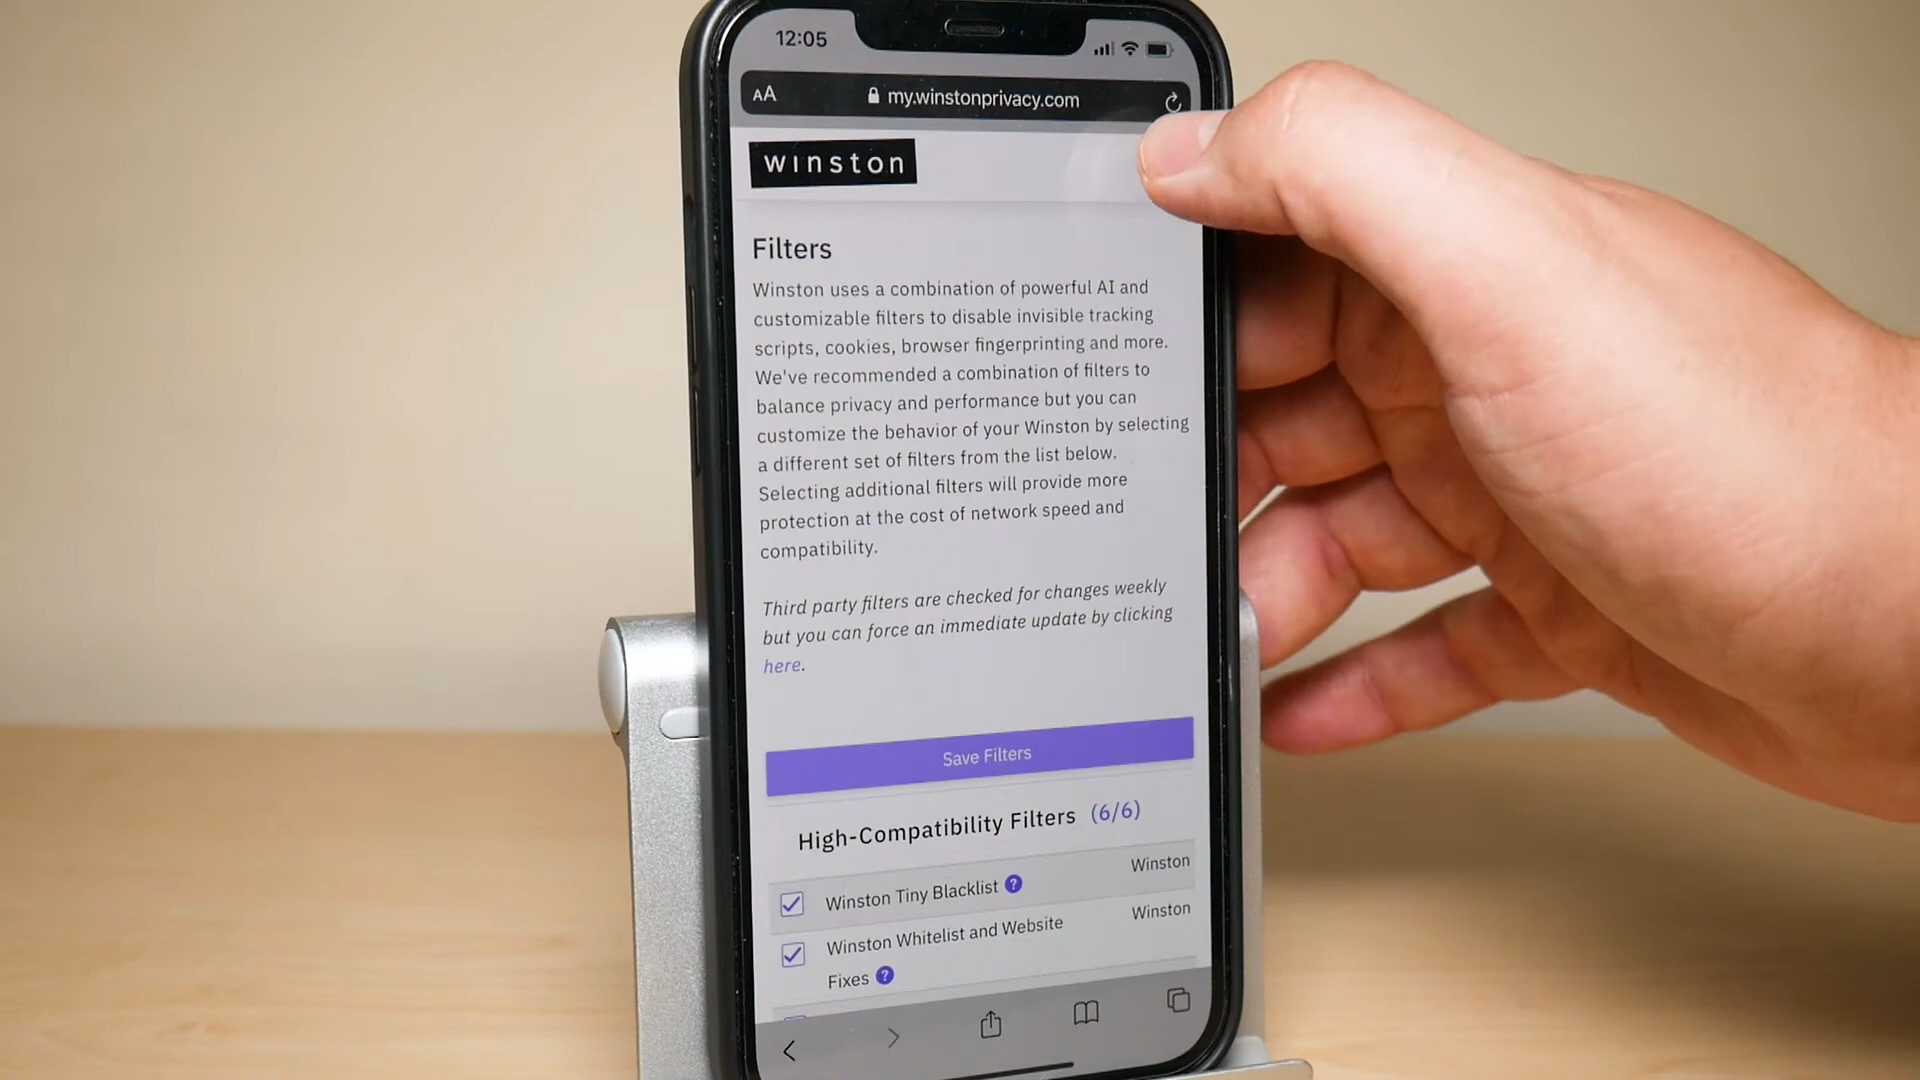 12:05
AA my.winstonprivacy.com
winston
Filters
Winston uses a combination of powerful AI and
customizable filters to disable invisible tracking
scripts, cookies, browser fingerprinting and more.
We've recommended a combination of filters to
balance privacy and performance but you can
customize the behavior of your Winston by selecting
a different set of filters from the list below.
Selecting additional filters will provide more
protection at the cost of network speed and
compatibility.
Third party filters are checked for changes weekly
but you can force an immediate update by clicking
here.
Save Filters
High-Compatibility Filters (6/6)
Winston Tiny Blacklist ? Winston
Winston Whitelist and Website Winston
Fixes ?